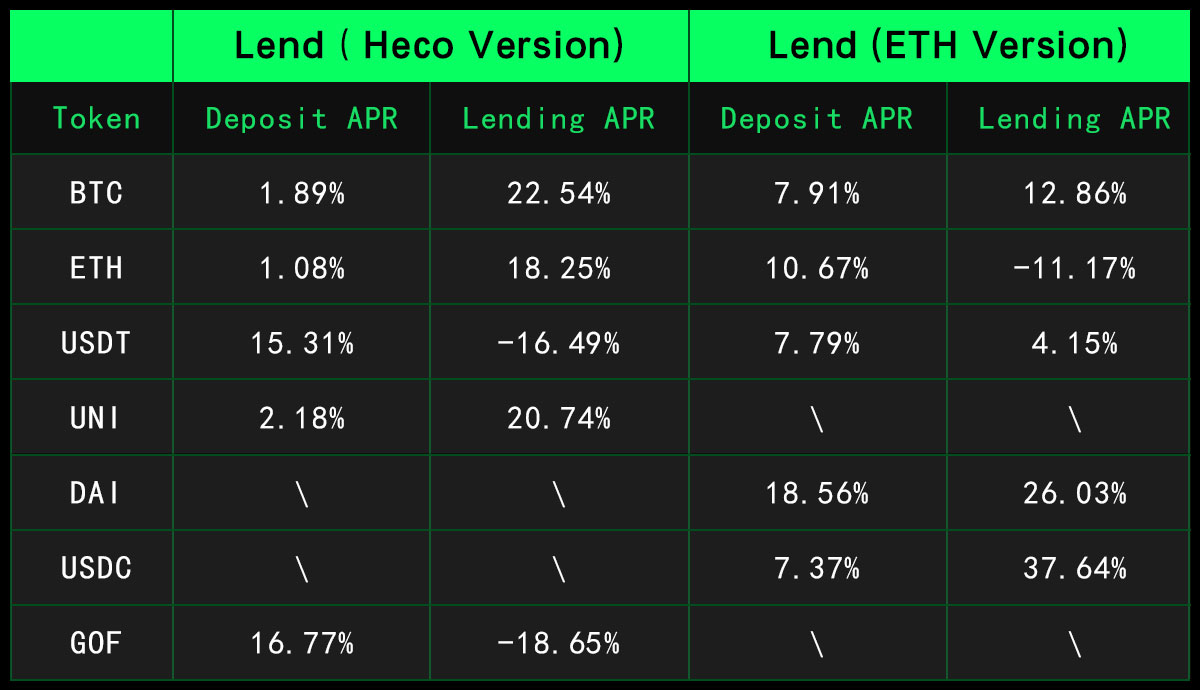 Lend ( Heco Version) Lend (ETH Version)
Token Deposit APR Lending APR Deposit APR Lending APR
BTC 1.89% 22.54% 7.91% 12.86%
ETH 1.08% 18.25% 10.67% -11.17%
USDT 15.31% -16.49% 7.79% 4.15%
UNI 2.18% 20.74% \ \
DAI \ \ 18.56% 26.03%
USDC \ \ 7.37% 37.64%
GOF 16.77% -18.65% \ \